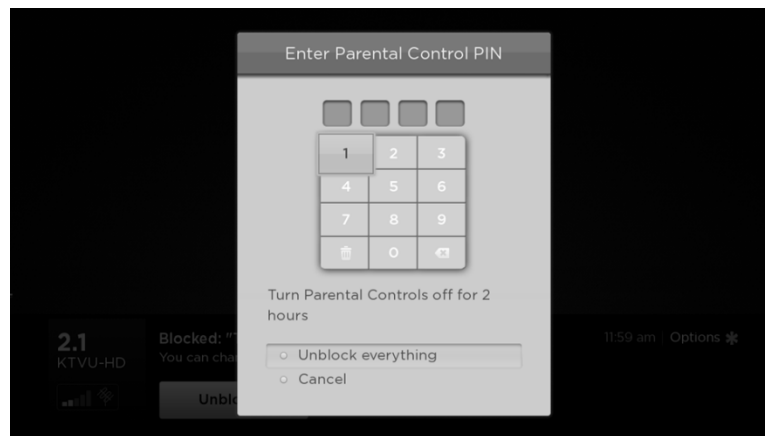 Enter Parental Control PIN
1 2 3
4 5 6
7 8 9
0
Turn Parental Controls off for 2
hours
Unblock everything
Cancel
2.1
KTVU-HD
Blocked:
You can
11:59 am | Options ✱